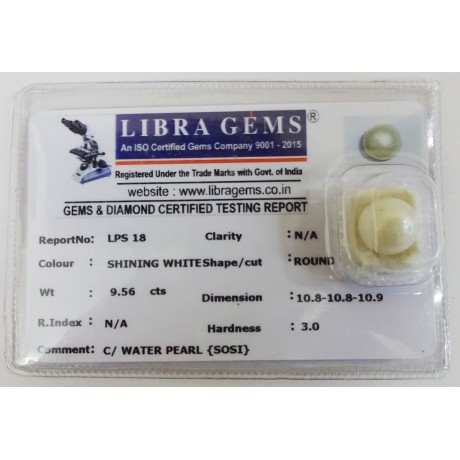 LIBRA GEMS ®
An ISO Certified Gems Company 9001 - 2015
Registered Under the Trade Marks with Govt. of India
website : www.libragems.co.in
GEMS & DIAMOND CERTIFIED TESTING REPORT
ReportNo: LPS 18 Clarity : N/A
Colour : SHINING WHITE Shape/cut : ROUND
Wt : 9.56 cts Dimension : 10.8-10.8-10.9
R.Index : N/A Hardness : 3.0
Comment: C/ WATER PEARL {SOSI}